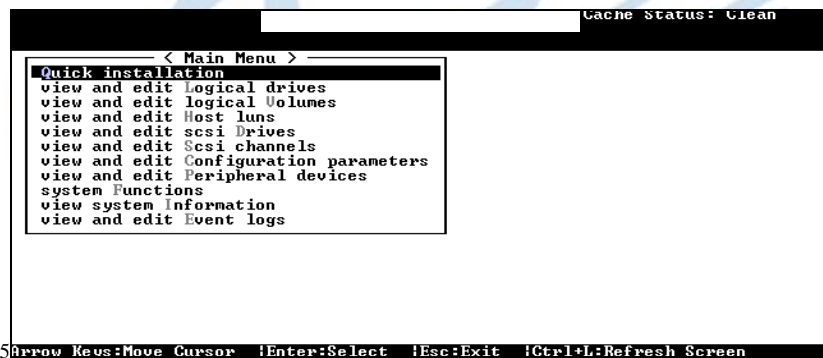 Cache Status: Clean
< Main Menu >
Quick installation
view and edit Logical drives
view and edit logical Volumes
view and edit Host luns
view and edit scsi Drives
view and edit Scsi channels
view and edit Configuration parameters
view and edit Peripheral devices
system Functions
view system Information
view and edit Event logs
5
Arrow Keys:Move Cursor |Enter:Select |Esc:Exit |Ctrl+L:Refresh Screen